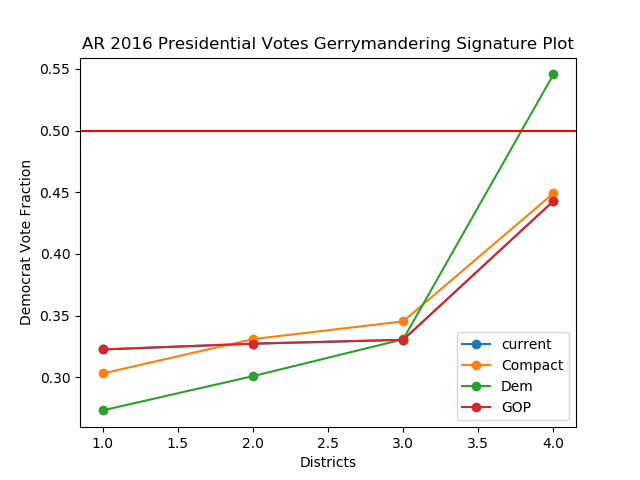 AR 2016 Presidential Votes Gerrymandering Signature Plot
0.55
0.50
0.45
0.40
0.35
0.30
Democrat Vote Fraction
current
Compact
Dem
GOP
1.0 1.5 2.0 2.5 3.0 3.5 4.0
Districts